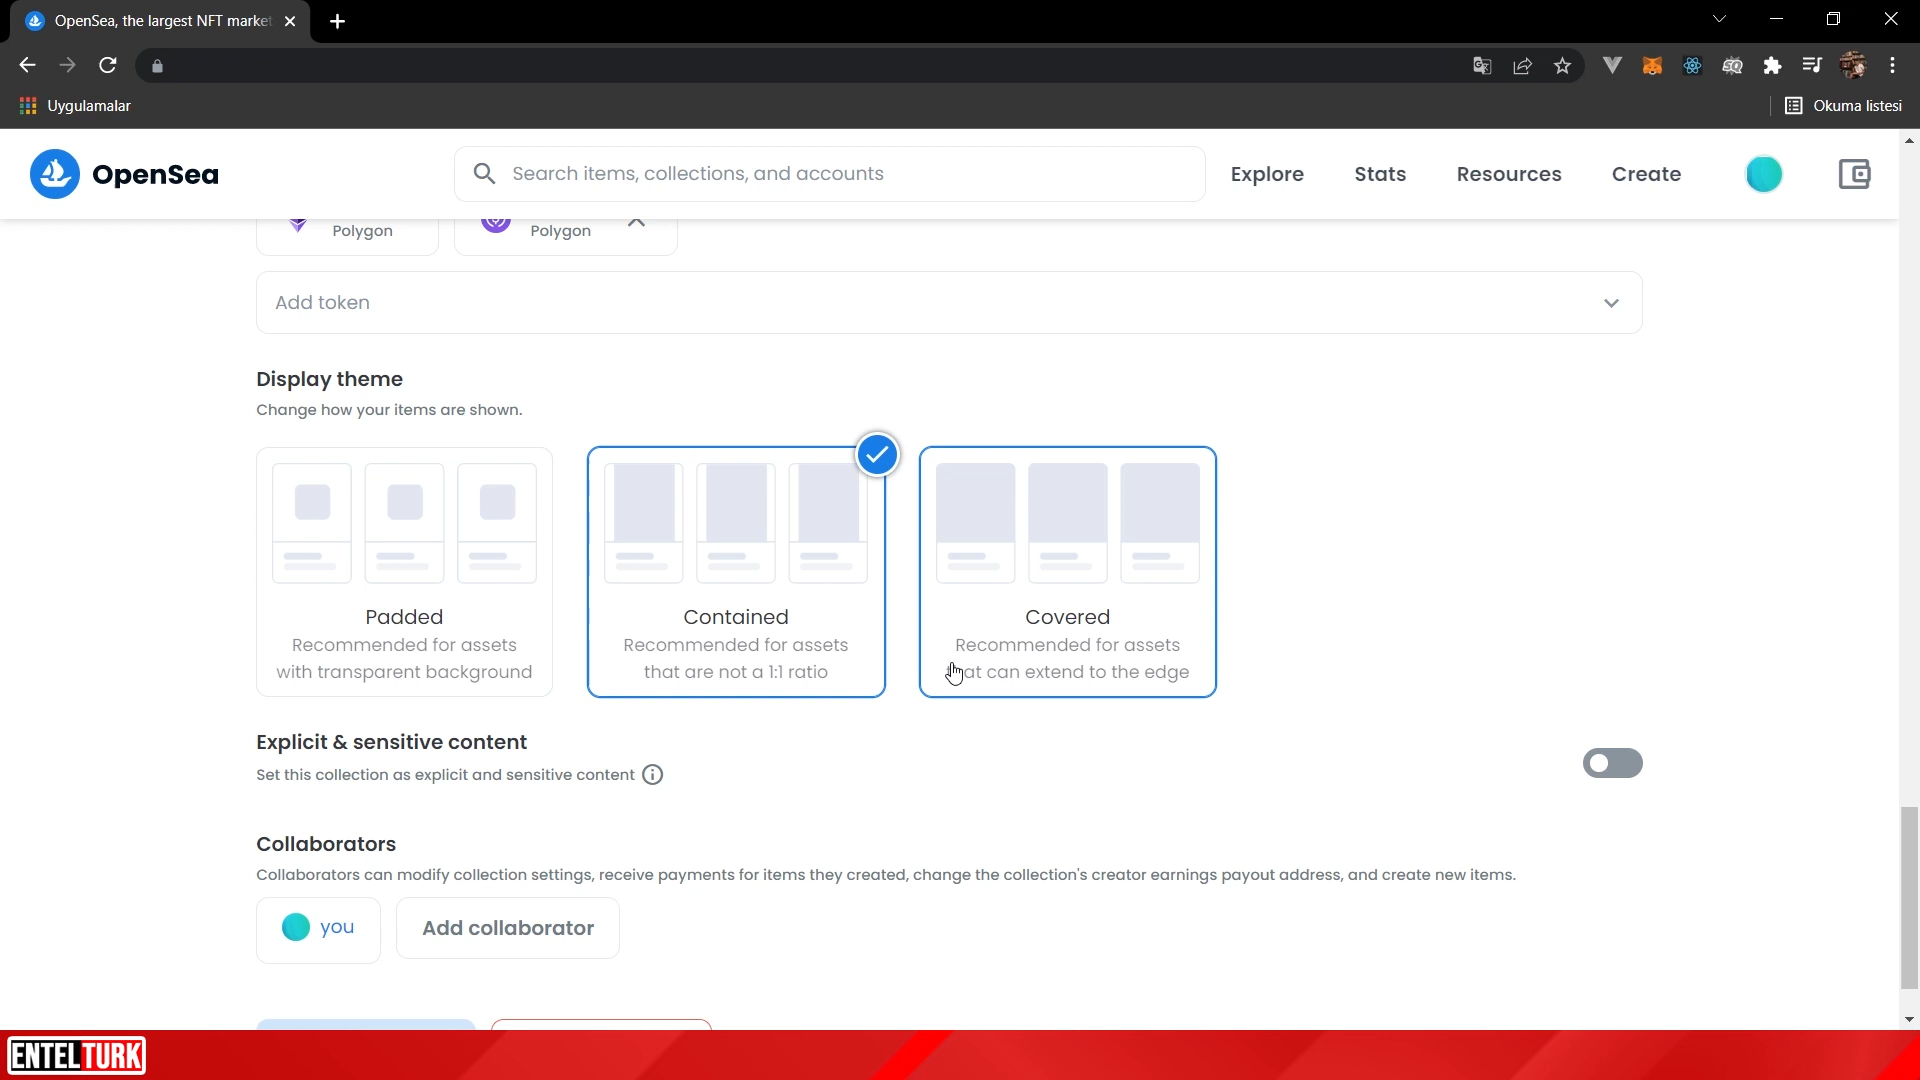 OpenSea, the largest NFT market
Uygulamalar
Okuma listesi
OpenSea
Search items, collections, and accounts
Explore
Stats
Resources
Create
Polygon
Polygon
Add token
Display theme
Change how your items are shown.
Padded
Recommended for assets
with transparent background
Contained
Recommended for assets
that are not a 1:1 ratio
Covered
Recommended for assets
that can extend to the edge
Explicit & sensitive content
Set this collection as explicit and sensitive content
Collaborators
Collaborators can modify collection settings, receive payments for items they created, change the collection's creator earnings payout address, and create new items.
you
Add collaborator
ENTELTURK